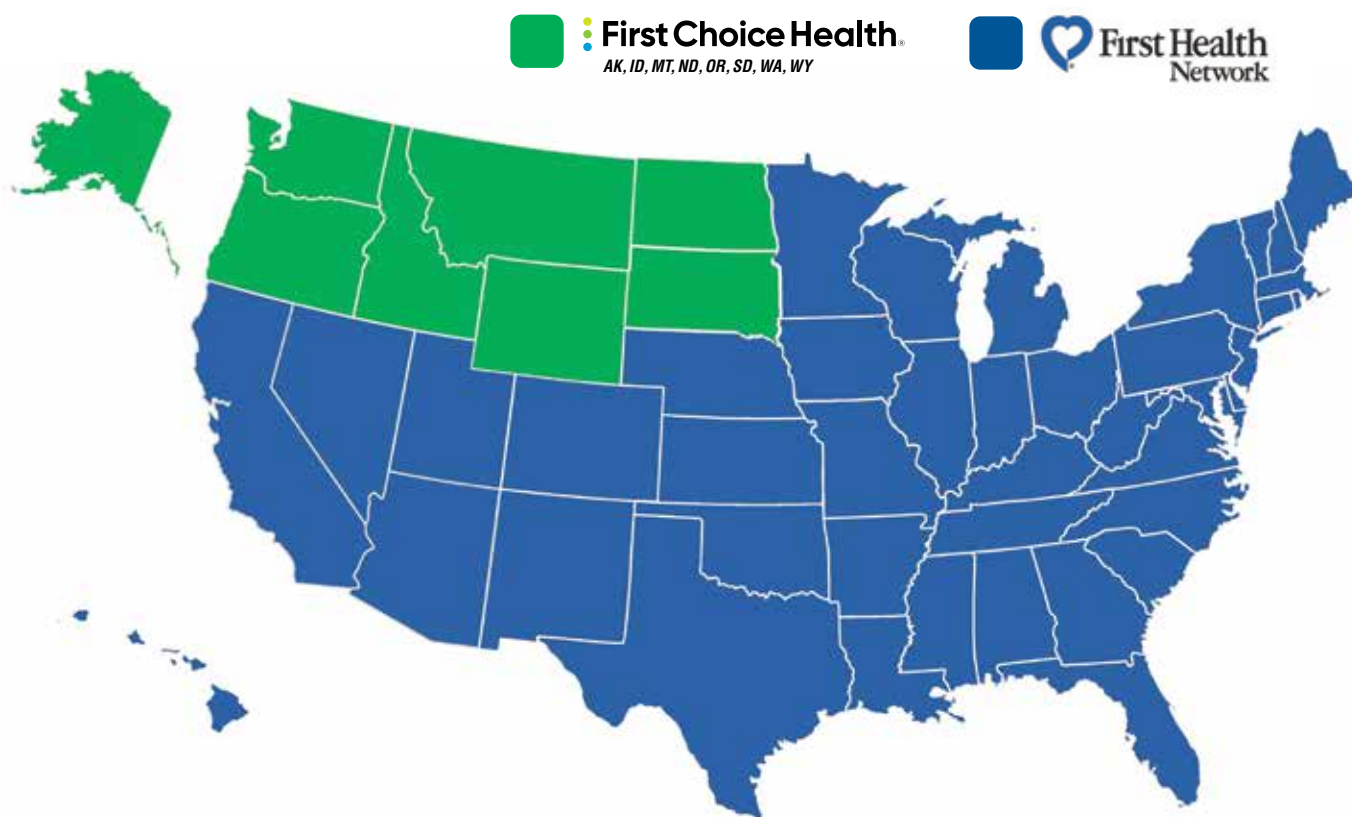 First Choice Health®
AK, ID, MT, ND, OR, SD, WA, WY
First Health
Network